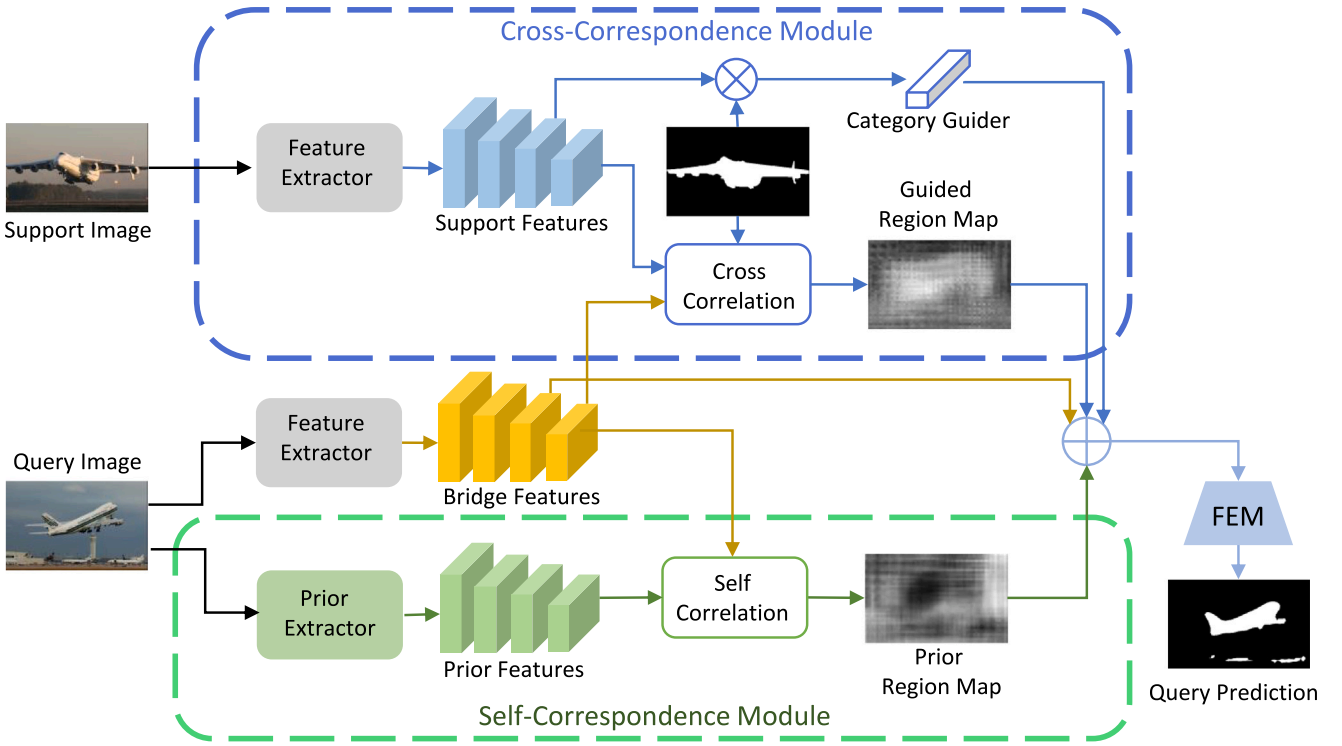 Cross-Correspondence Module
Category Guider
Feature
Extractor
Support Features
Support Image
Guided
Region Map
Cross
Correlation
Feature
Extractor
Bridge Features
Query Image
FEM
Prior
Extractor
Prior Features
Self
Correlation
Prior
Region Map
Query Prediction
Self-Correspondence Module